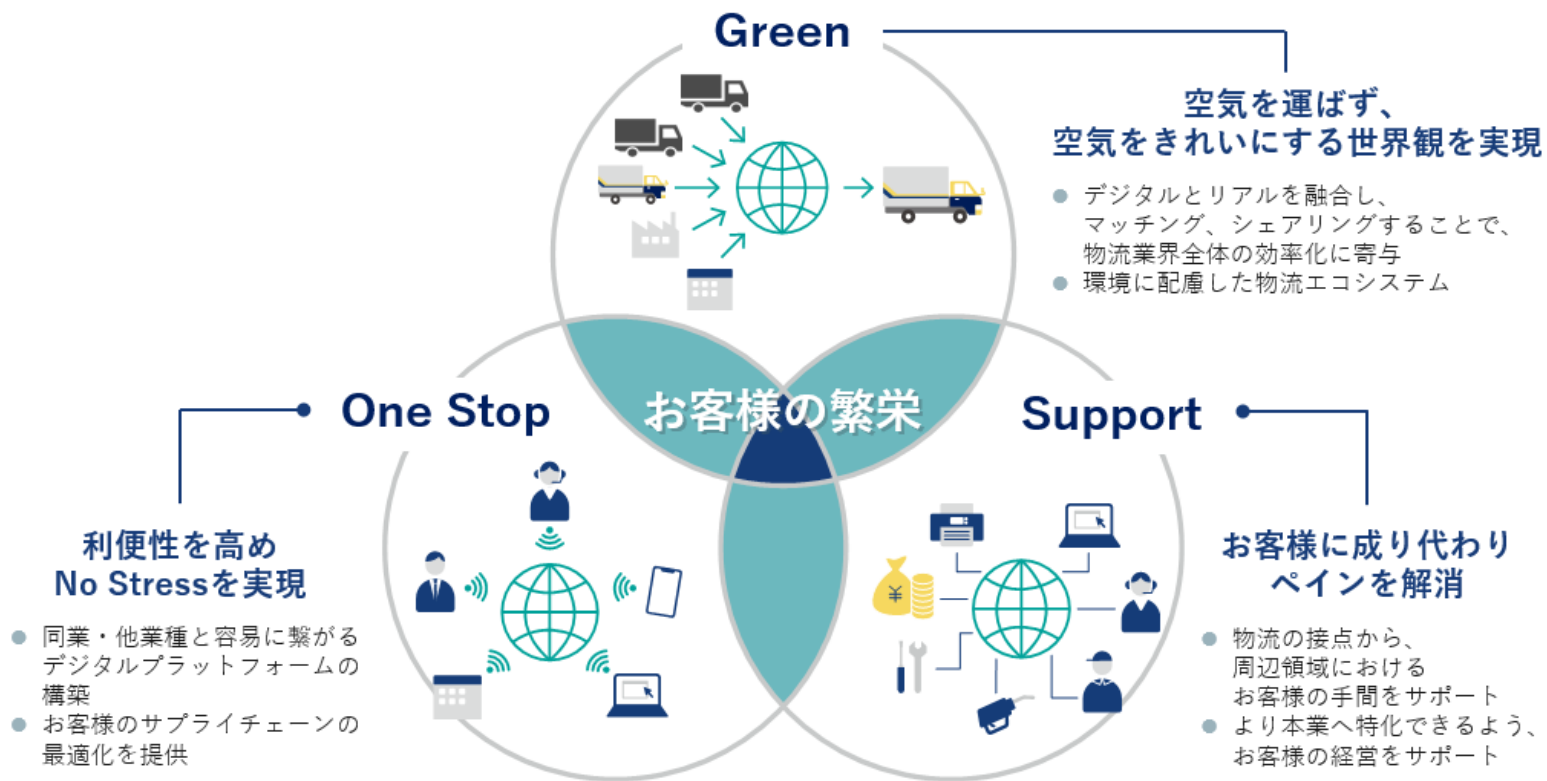 Green
空気を運ばず、
空気をきれいにする世界観を実現
● デジタルとリアルを融合し、
マッチング、シェアリングすることで、
物流業界全体の効率化に寄与
● 環境に配慮した物流エコシステム
お客様の繁栄
One Stop
利便性を高め
No Stressを実現
● 同業・他業種と容易に繋がる
デジタルプラットフォームの
構築
● お客様のサプライチェーンの
最適化を提供
Support
¥
お客様に成り代わり
ペインを解消
● 物流の接点から、
周辺領域における
お客様の手間をサポート
● より本業へ特化できるよう、
お客様の経営をサポート